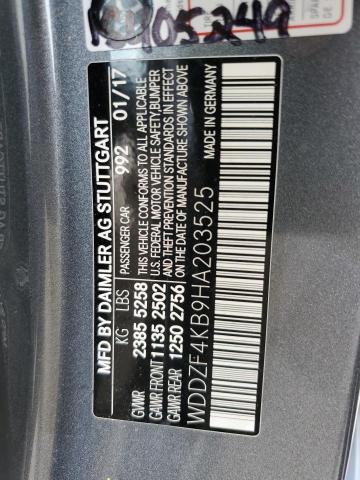 MFD BY DAIMLER AG STUTTGART
KG LBS PASSENGER CAR 992 01/17
GVWR 2385 5258 THIS VEHICLE CONFORMS TO ALL APPLICABLE
GAWR FRONT 1135 2502 U.S. FEDERAL MOTOR VEHICLE SAFETY, BUMPER
GAWR REAR 1250 2756 AND THEFT PREVENTION STANDARDS IN EFFECT
ON THE DATE OF MANUFACTURE SHOWN ABOVE.
WDDZF4KB9HA203525 MADE IN GERMANY